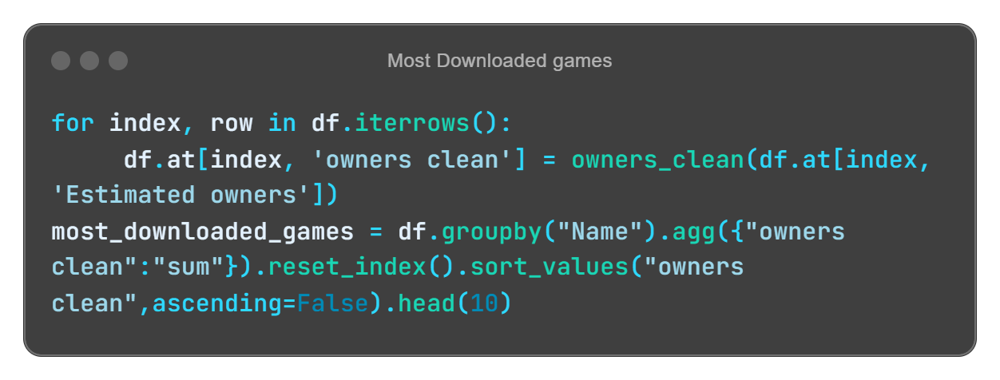 Most Downloaded games
for index, row in df.iterrows():
     df.at[index, 'owners clean'] = owners_clean(df.at[index,
'Estimated owners'])
most_downloaded_games = df.groupby("Name").agg({"owners
clean":"sum"}).reset_index().sort_values("owners
clean",ascending=False).head(10)